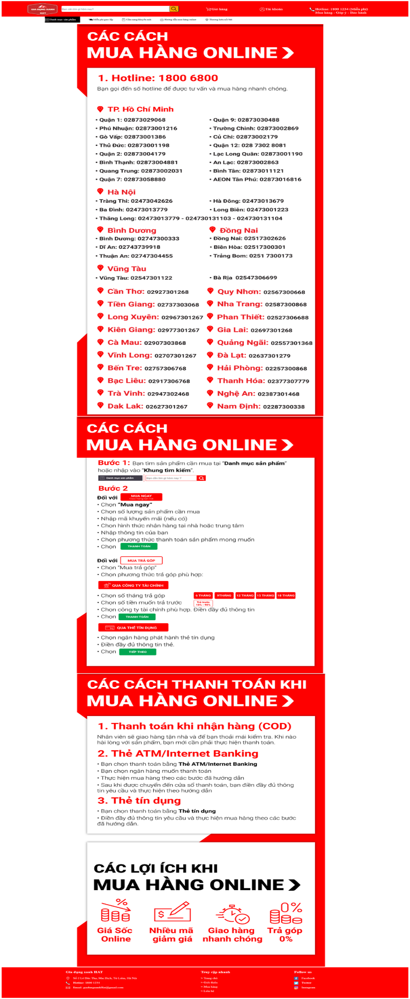 GIA DỤNG XANH
HAT
Bạn cần tìm gì hôm nay?
Giỏ hàng
Tài khoản
Hotline: 1800 1234 (Miễn phí)
Mua hàng - Góp ý - Bảo hành
Danh mục sản phẩm
Miễn phí giao lắp
Cẩm nang khuyến mãi
Hướng dẫn mua hàng online
Thương hiệu nổi bật
CÁC CÁCH
MUA HÀNG ONLINE
1. Hotline: 1800 6800
Bạn gọi đến số hotline để được tư vấn và mua hàng nhanh chóng.
TP. Hồ Chí Minh
• Quận 1: 02873029068
• Quận 9: 02873030488
• Phú Nhuận: 02873001216
• Trường Chinh: 02873002869
• Gò Vấp: 02873001386
• Củ Chi: 02873002179
• Thủ Đức: 02873001198
• Quận 12: 028 7302 8081
• Quận 2: 02873004179
• Lạc Long Quân: 02873001190
• Bình Thạnh: 02873004881
• An Lạc: 02873002863
• Quang Trung: 02873002031
• Bình Tân: 02873011121
• Quận 7: 02873058880
• AEON Tân Phú: 02873016816
Hà Nội
• Tràng Thi: 02473042626
• Hà Đông: 02473013679
• Ba Đình: 02473013779
• Long Biên: 02473001223
• Thăng Long: 02473013779 - 024730131103 - 024730131104
Bình Dương
Đồng Nai
• Bình Dương: 02747300333
• Đồng Nai: 02517302626
• Dĩ An: 02743739918
• Biên Hòa: 02517300301
• Thuận An: 02747304455
• Trảng Bom: 0251 7300173
Vũng Tàu
• Vũng Tàu: 02547301122
• Bà Rịa 02547306699
Cần Thơ: 02927301268
Quy Nhơn: 02567300668
Tiền Giang: 02737303068
Nha Trang: 02587300868
Long Xuyên: 02967301267
Phan Thiết: 02527306688
Kiên Giang: 02977301267
Gia Lai: 02697301268
Cà Mau: 02907303868
Quảng Ngãi: 02557301368
Vĩnh Long: 02707301267
Đà Lạt: 02637301279
Bến Tre: 02757306768
Hải Phòng: 02257300868
Bạc Liêu: 02917306768
Thanh Hóa: 02377307779
Trà Vinh: 02947302468
Nghệ An: 02387301468
Dak Lak: 02627301267
Nam Định: 02287300338
CÁC CÁCH
MUA HÀNG ONLINE
Bước 1: Bạn tìm sản phẩm cần mua tại "Danh mục sản phẩm"
hoặc nhập vào "Khung tìm kiếm".
Danh mục sản phẩm
Bạn cần tìm gì hôm nay ?
Bước 2
Đối với MUA NGAY
Giao hàng tận nơi
• Chọn "Mua ngay"
• Chọn số lượng sản phẩm cần mua
• Nhập mã khuyến mãi (nếu có)
• Chọn hình thức nhận hàng tại nhà hoặc trung tâm
• Nhập thông tin của bạn
• Chọn phương thức thanh toán sản phẩm mong muốn
• Chọn THANH TOÁN
Đối với MUA TRẢ GÓP
• Chọn "Mua trả góp"
• Chọn phương thức trả góp phù hợp:
QUA CÔNG TY TÀI CHÍNH
• Chọn số tháng trả góp 6 THÁNG 9THÁNG 12 THÁNG 15 THÁNG 18 THÁNG
• Chọn số tiền muốn trả trước Trả trước
10% - 90%
• Chọn công ty tài chính phù hợp. Điền đầy đủ thông tin
• Chọn THANH TOÁN
QUA THẺ TÍN DỤNG
• Chọn ngân hàng phát hành thẻ tín dụng
• Điền đầy đủ thông tin thẻ.
• Chọn TIẾP THEO
CÁC CÁCH THANH TOÁN KHI
MUA HÀNG ONLINE
1. Thanh toán khi nhận hàng (COD)
Nhân viên sẽ giao hàng tận nhà và để bạn thoải mái kiểm tra. Khi nào
hài lòng với sản phẩm, bạn mới cần phải thực hiện thanh toán.
2. Thẻ ATM/Internet Banking
• Bạn chọn thanh toán bằng Thẻ ATM/Internet Banking
• Bạn chọn ngân hàng muốn thanh toán
• Thực hiện mua hàng theo các bước đã hướng dẫn
• Sau khi được chuyển đến cửa sổ thanh toán, bạn điền đầy đủ thông
tin yêu cầu và thực hiện theo hướng dẫn
3. Thẻ tín dụng
• Bạn chọn thanh toán bằng Thẻ tín dụng
• Điền đầy đủ thông tin yêu cầu và thực hiện mua hàng theo các bước
đã hướng dẫn.
CÁC LỢI ÍCH KHI
MUA HÀNG ONLINE
Giá Sốc
Online
Nhiều mã
giảm giá
Giao hàng
nhanh chóng
0%
Trả góp
0%
Gia dụng xanh HAT
Số 2 Lê Đức Thọ, Mai Dịch, Từ Liêm, Hà Nội
Hotline: 1800 1234
Email: giadungxanhHat@gmail.com
Truy cập nhanh
Trang chủ
Giới thiệu
Mua hàng
Liên hệ
Follow us
Facebook
Twitter
Instagram